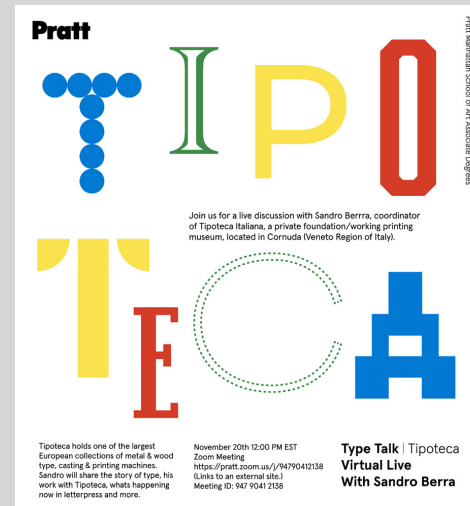 Pratt
Pratt Manhattan School of Art Associate Degrees
TIPO
Join us for a live discussion with Sandro Berrra, coordinator
of Tipoteca Italiana, a private foundation/working printing
museum, located in Cornuda (Veneto Region of Italy).
TECA
Tipoteca holds one of the largest
European collections of metal & wood
type, casting & printing machines.
Sandro will share the story of type, his
work with Tipoteca, whats happening
now in letterpress and more.
November 20th 12:00 PM EST
Zoom Meeting
https://pratt.zoom.us/j/94790412138
(Links to an external site.)
Meeting ID: 947 9041 2138
Type Talk | Tipoteca
Virtual Live
With Sandro Berra